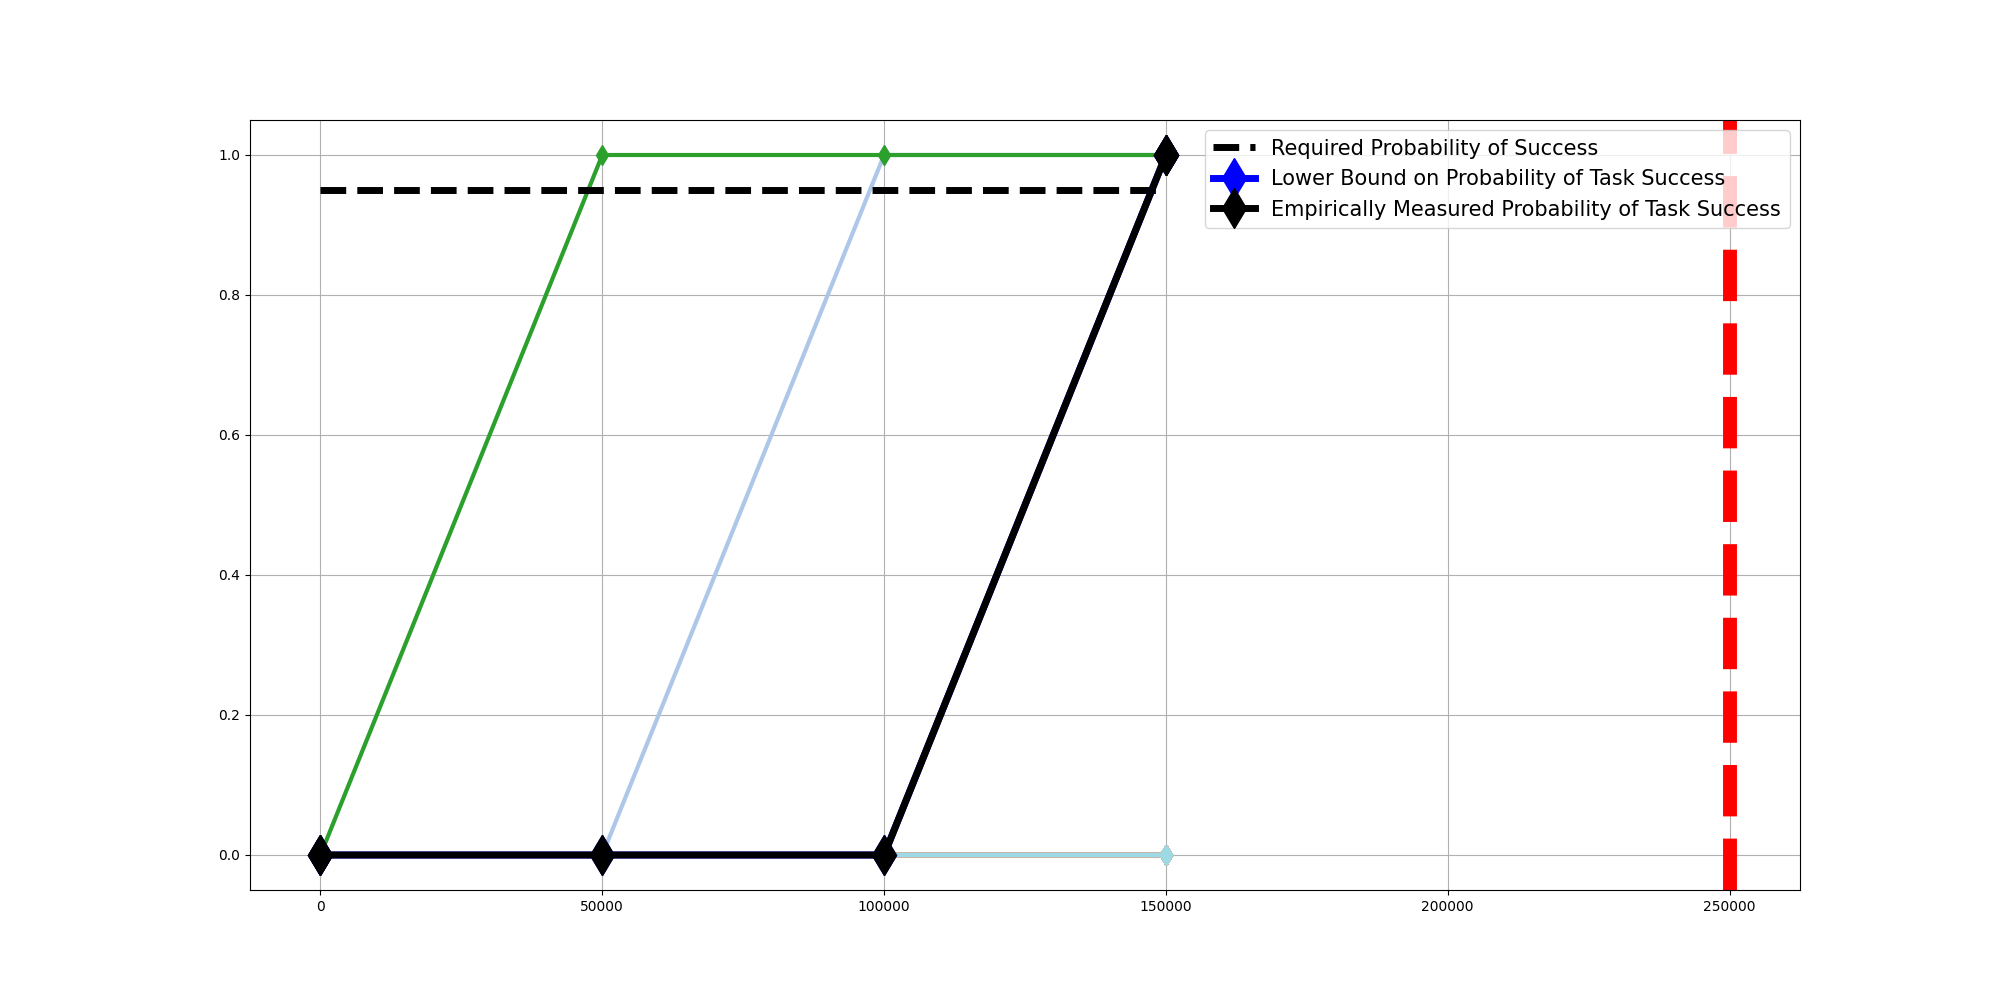 Required Probability of Success
Lower Bound on Probability of Task Success
Empirically Measured Probability of Task Success
1.0
0.8
0.6
0.4
0.2
0.0
0 50000 100000 150000 200000 250000